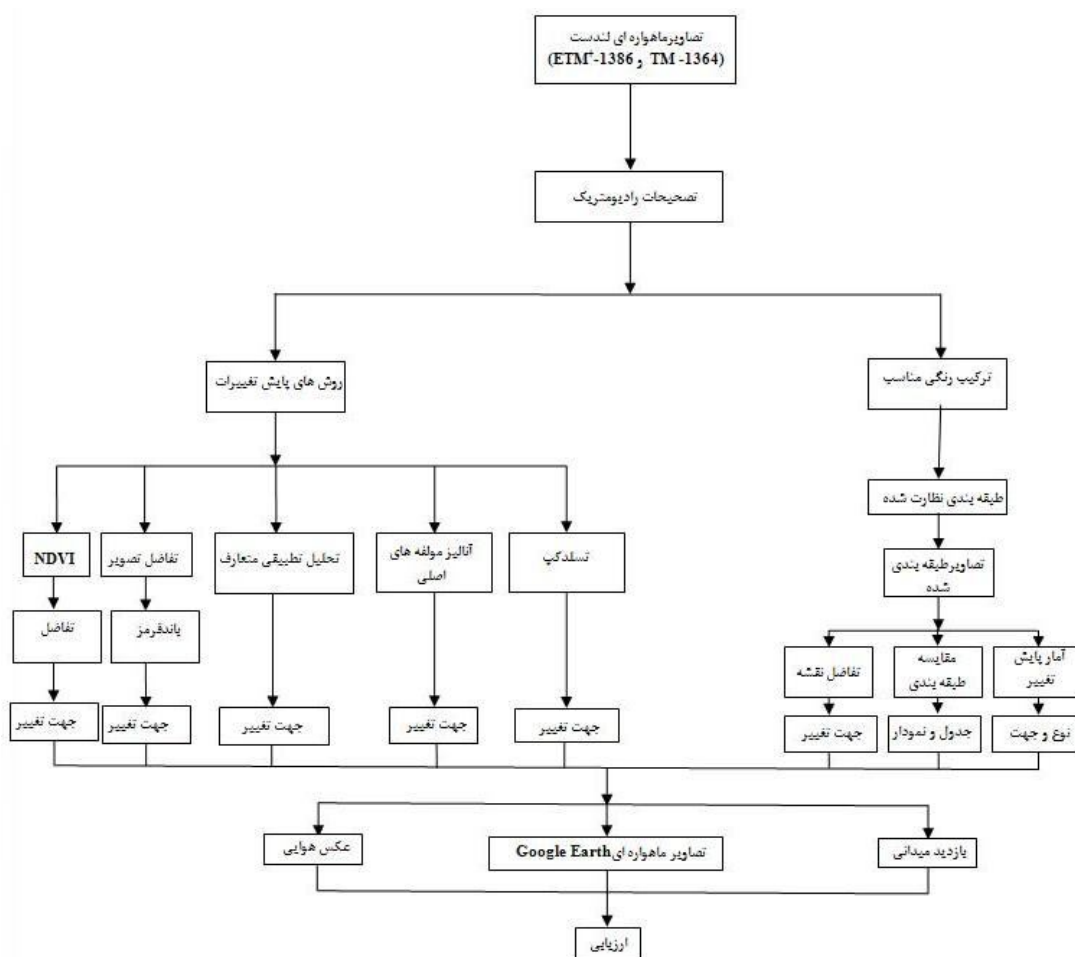 تصاویرماهواره ای لندست
(ETM⁺-1386 و TM -1364)
تصحیحات رادیومتریک
ترکیب رنگی مناسب
روش های پایش تغییرات
طبقه بندی نظارت شده
تصاویرطبقه بندی
شده
تسلدکپ
آنالیز مولفه های
اصلی
تحلیل تطبیقی متعارف
تفاضل تصویر
NDVI
باندقرمز
تفاضل
آمار پایش
تغییر
مقایسه
طبقه بندی
تفاضل نقشه
نوع و جهت
جدول و نمودار
جهت تغییر
جهت تغییر
جهت تغییر
جهت تغییر
جهت تغییر
جهت تغییر
بازدید میدانی
تصاویر ماهواره ایGoogle Earth
عکس هوایی
ارزیابی